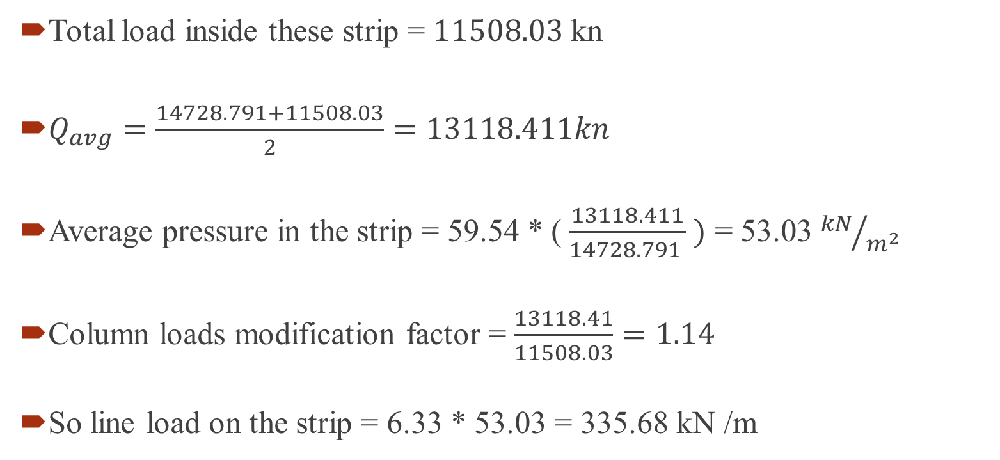 Total load inside these strip = 11508.03 kn
Q_avg = (14728.791+11508.03)/2 = 13118.411kn
Average pressure in the strip = 59.54 * (13118.411/14728.791) = 53.03 kN/m²
Column loads modification factor = 13118.41/11508.03 = 1.14
So line load on the strip = 6.33 * 53.03 = 335.68 kN /m